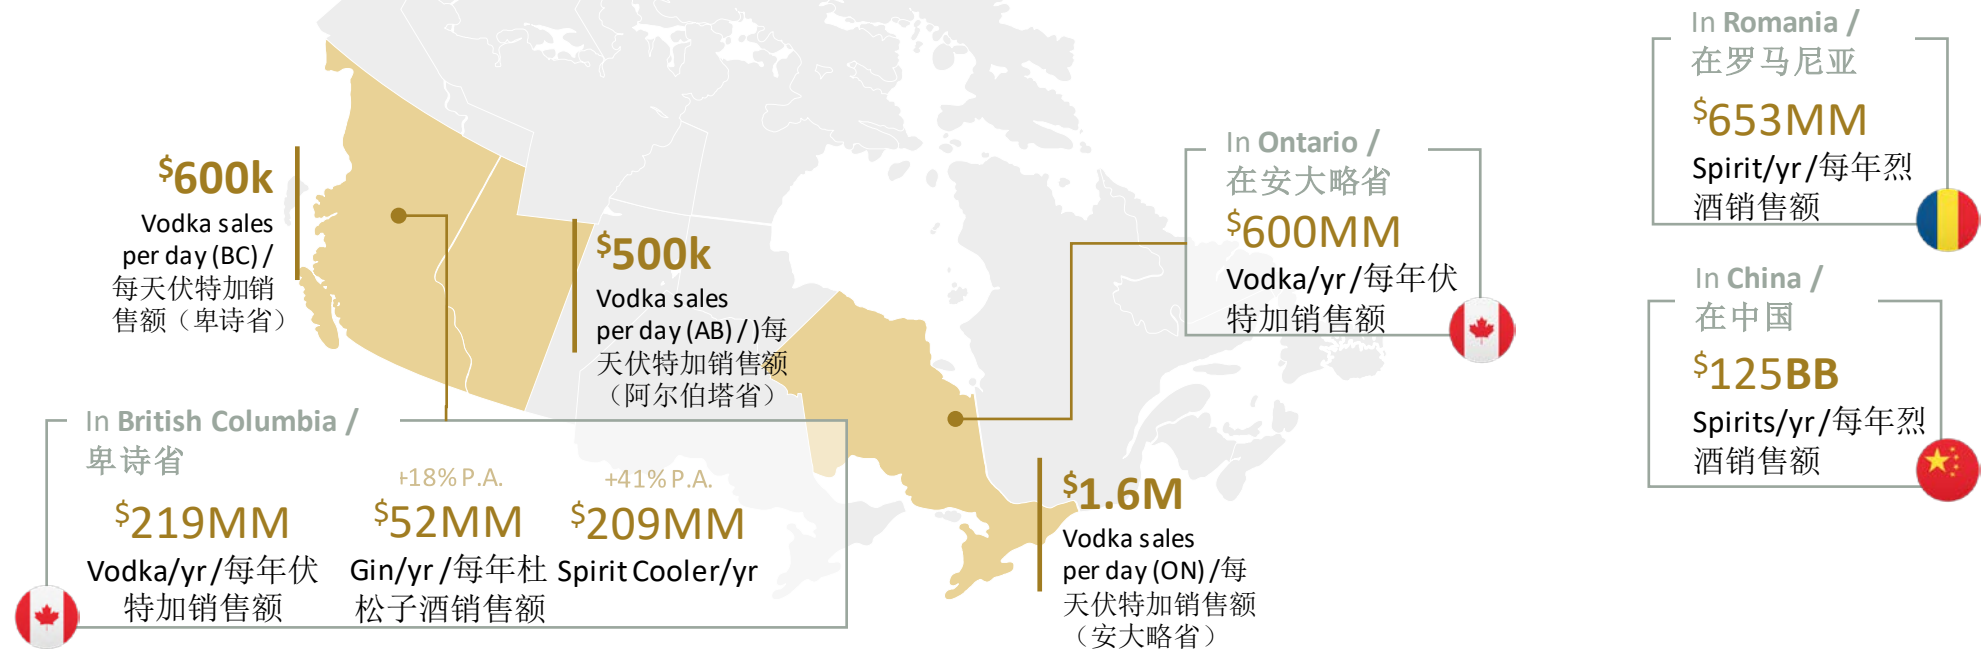 $600k
Vodka sales
per day (BC) /
每天伏特加销
售额（卑诗省）
$500k
Vodka sales
per day (AB) / )每
天伏特加销售额
（阿尔伯塔省）
In British Columbia /
卑诗省
$219MM
Vodka/yr /每年伏
特加销售额
+18% P.A.
$52MM
Gin/yr /每年杜
松子酒销售额
+41% P.A.
$209MM
Spirit Cooler/yr
In Ontario /
在安大略省
$600MM
Vodka/yr /每年伏
特加销售额
$1.6M
Vodka sales
per day (ON) /每
天伏特加销售额
（安大略省）
In Romania /
在罗马尼亚
$653MM
Spirit/yr /每年烈
酒销售额
In China /
在中国
$125BB
Spirits/yr /每年烈
酒销售额